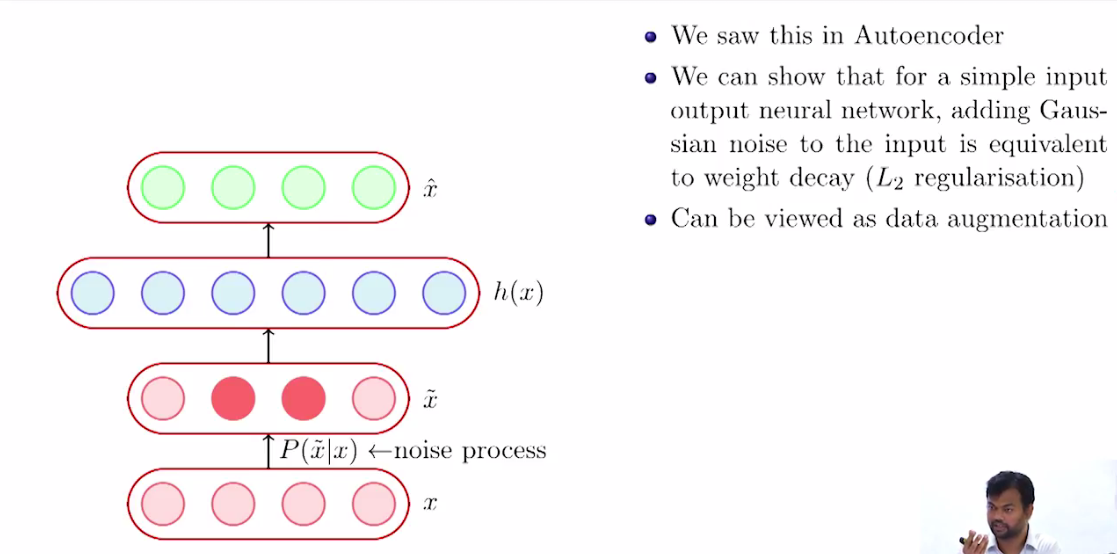 We saw this in Autoencoder
We can show that for a simple input
output neural network, adding Gaus-
sian noise to the input is equivalent
to weight decay (L₂ regularisation)
Can be viewed as data augmentation
x̂
h(x)
x̃
P(x̃|x) ←noise process
x